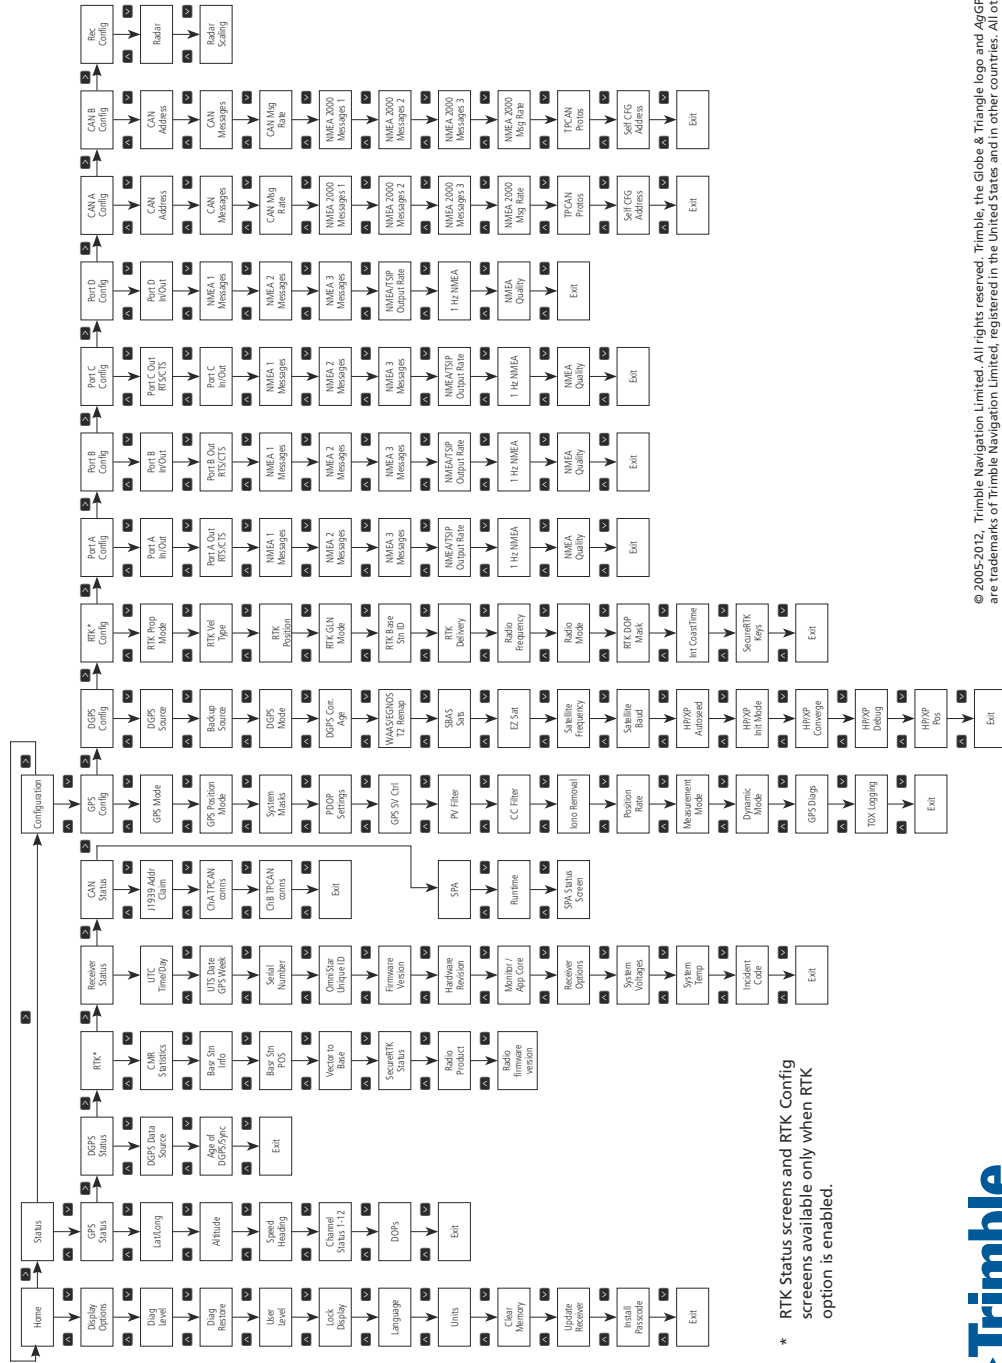 Home
Display
Options
Diag
Level
Diag
Restore
User
Level
Lock
Display
Language
Units
Clear
Memory
Update
Receiver
Install
Passcode
Exit
Status
GPS
Status
Lat/Long
Altitude
Speed
Heading
Channel
Status 1-12
DOPs
Exit
DGPS
Status
DGPS Data
Source
Age of
DGPS/Sync
Exit
RTK*
CMR
Statistics
Basr Stn
Info
Basr Stn
POS
Vector to
Base
SecureRTK
Status
Radio
Product
Radio
firmware
version
Receiver
Status
UTC
Time/Day
UTS Date
GPS Week
Serial
Number
OmniStar
Unique ID
Firmware
Version
Hardware
Revision
Monitor /
App Core
Receiver
Options
System
Voltages
System
Temp
Incident
Code
Exit
CAN
Status
J1939 Addr
Claim
ChA TPCAN
conns
ChB TPCAN
conns
Exit
SPA
Runtime
SPA Status
Screen
Configuration
GPS
Config
GPS Mode
GPS Position
Mode
System
Masks
PDOP
Settings
GPS SV Ctrl
PV Filter
CC Filter
Iono Removal
Position
Rate
Measurement
Mode
Dynamic
Mode
GPS Diags
T0X Logging
Exit
DGPS
Config
DGPS
Source
Backup
Source
DGPS
Mode
DGPS Corr.
Age
WAAS/EGNOS
T2 Remap
SBAS
Sats
EZ Sat
Satellite
Frequency
Satellite
Baud
HP/XP
Autoseed
HP/XP
Init Mode
HP/XP
Converge
HP/XP
Debug
HP/XP
Pos
Exit
RTK*
Config
RTK Prop
Mode
RTK Vel
Type
RTK
Position
RTK GLN
Mode
RTK Base
Stn ID
RTK
Delivery
Radio
Frequency
Radio
Mode
RTK DOP
Mask
Int CoastTime
SecureRTK
Keys
Exit
Port A
Config
Port A
In/Out
Port A Out
RTS/CTS
NMEA 1
Messages
NMEA 2
Messages
NMEA 3
Messages
NMEA/TSIP
Output Rate
1 Hz NMEA
NMEA
Quality
Exit
Port B
Config
Port B
In/Out
Port B Out
RTS/CTS
NMEA 1
Messages
NMEA 2
Messages
NMEA 3
Messages
NMEA/TSIP
Output Rate
1 Hz NMEA
NMEA
Quality
Exit
Port C
Config
Port C Out
RTS/CTS
Port C
In/Out
NMEA 1
Messages
NMEA 2
Messages
NMEA 3
Messages
NMEA/TSIP
Output Rate
1 Hz NMEA
NMEA
Quality
Exit
Port D
Config
Port D
In/Out
NMEA 1
Messages
NMEA 2
Messages
NMEA 3
Messages
NMEA/TSIP
Output Rate
1 Hz NMEA
NMEA
Quality
Exit
CAN A
Config
CAN
Address
CAN
Messages
CAN Msg
Rate
NMEA 2000
Messages 1
NMEA 2000
Messages 2
NMEA 2000
Messages 3
NMEA 2000
Msg Rate
TPCAN
Protos
Self CFG
Address
Exit
CAN B
Config
CAN
Address
CAN
Messages
CAN Msg
Rate
NMEA 2000
Messages 1
NMEA 2000
Messages 2
NMEA 2000
Messages 3
NMEA 2000
Msg Rate
TPCAN
Protos
Self CFG
Address
Exit
Rec
Config
Radar
Radar
Scaling
* RTK Status screens and RTK Config
screens available only when RTK
option is enabled.
Trimble
© 2005-2012, Trimble Navigation Limited. All rights reserved. Trimble, the Globe & Triangle logo and AgGP
are trademarks of Trimble Navigation Limited, registered in the United States and in other countries. All ot